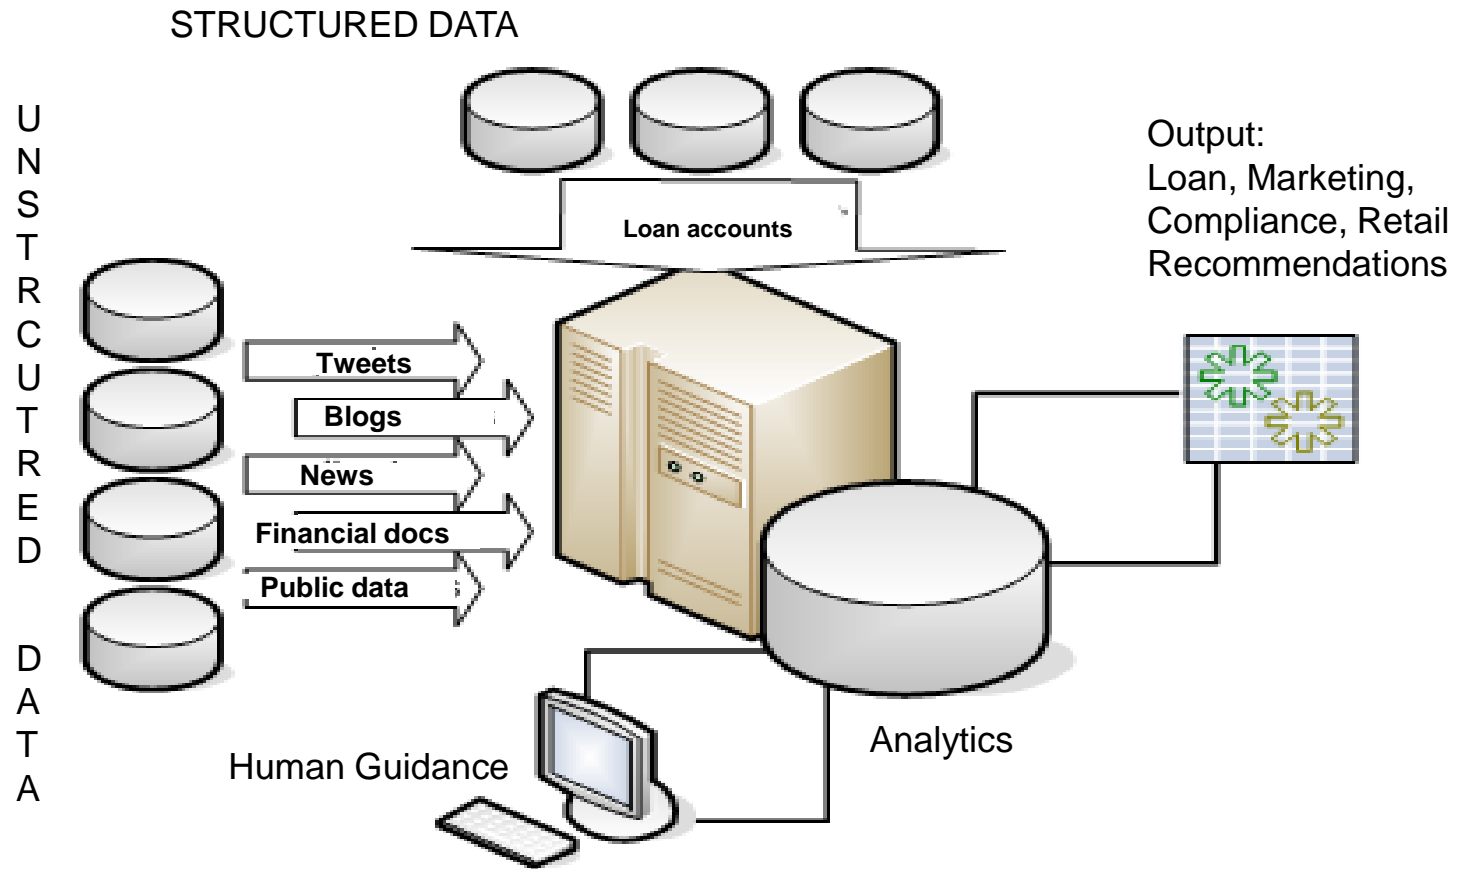 STRUCTURED DATA
UNSTRCUTRED DATA
Output:
Loan, Marketing,
Compliance, Retail
Recommendations
Loan accounts
Tweets
Blogs
News
Financial docs
Public data
Analytics
Human Guidance